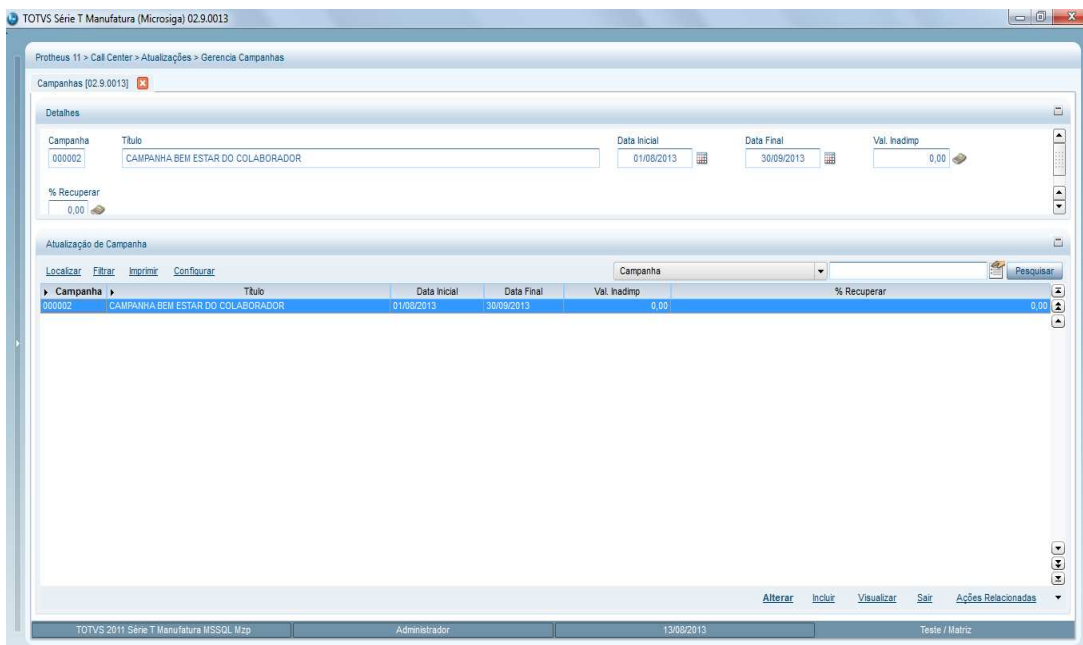 TOTVS Série T Manufatura (Microsiga) 02.9.0013
Protheus 11 > Call Center > Atualizações > Gerencia Campanhas
Campanhas [02.9.0013]
Detalhes
Campanha Título Data Inicial Data Final Val. Inadimp
000002 CAMPANHA BEM ESTAR DO COLABORADOR 01/08/2013 30/09/2013 0,00
% Recuperar
0,00
Atualização de Campanha
Localizar Filtrar Imprimir Configurar Campanha Pesquisar
Campanha Título Data Inicial Data Final Val. Inadimp % Recuperar
000002 CAMPANHA BEM ESTAR DO COLABORADOR 01/08/2013 30/09/2013 0,00 0,00
Alterar Incluir Visualizar Sair Ações Relacionadas
TOTVS 2011 Série T Manufatura MSSQL Mzp Administrador 13/08/2013 Teste / Matriz